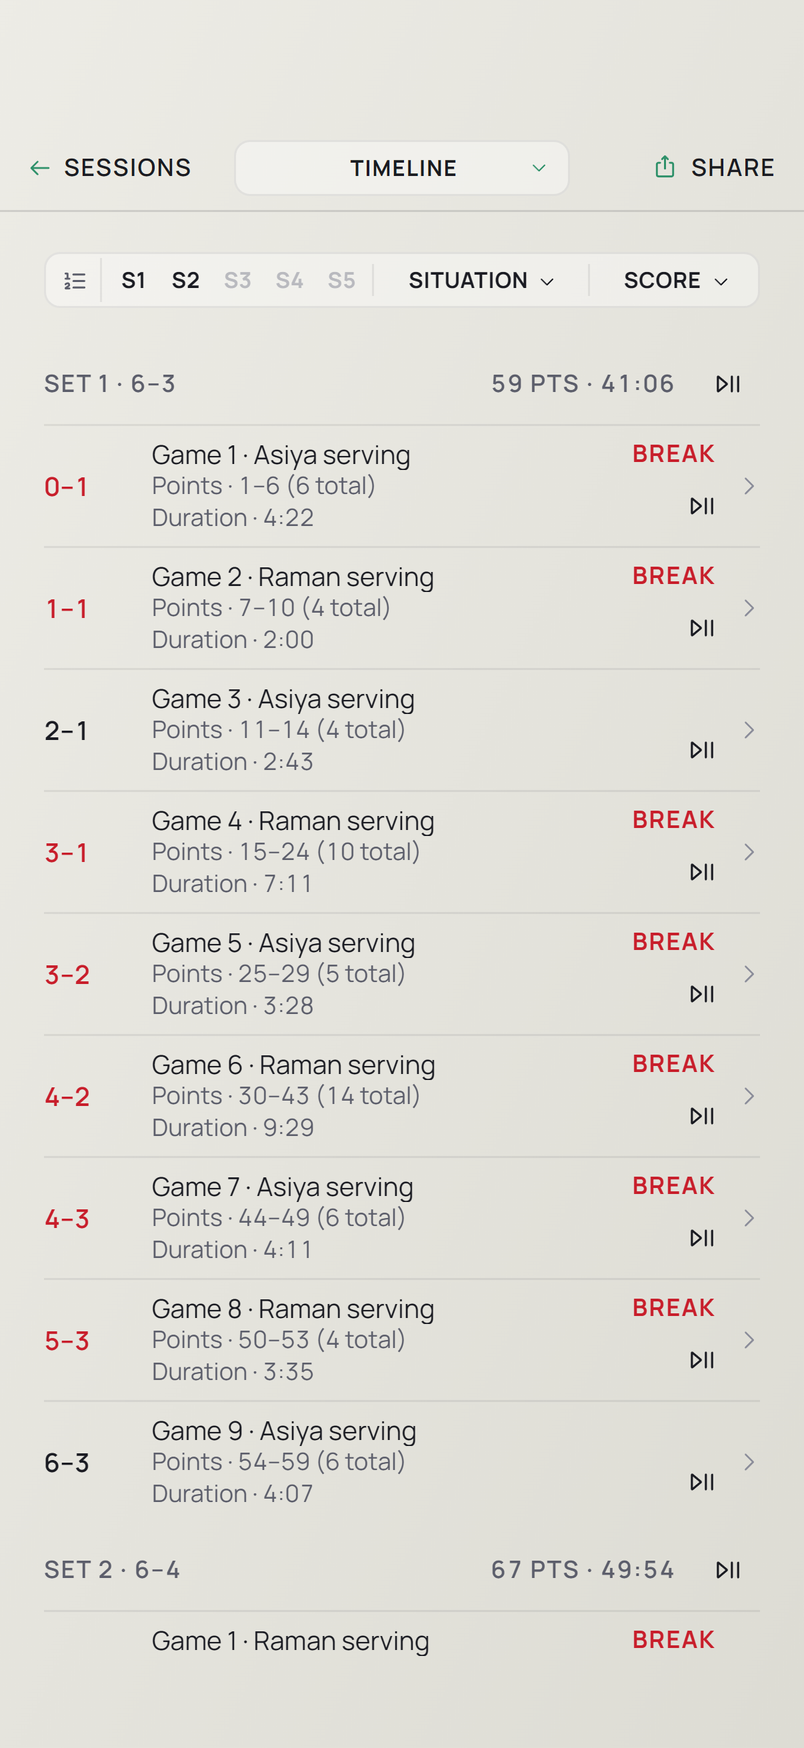 SESSIONS
TIMELINE
SHARE
S1 S2 S3 S4 S5 SITUATION SCORE
SET 1 · 6–3 59 PTS · 41:06
Game 1 · Asiya serving BREAK
0–1 Points · 1–6 (6 total)
Duration · 4:22
Game 2 · Raman serving BREAK
1–1 Points · 7–10 (4 total)
Duration · 2:00
Game 3 · Asiya serving
2–1 Points · 11–14 (4 total)
Duration · 2:43
Game 4 · Raman serving BREAK
3–1 Points · 15–24 (10 total)
Duration · 7:11
Game 5 · Asiya serving BREAK
3–2 Points · 25–29 (5 total)
Duration · 3:28
Game 6 · Raman serving BREAK
4–2 Points · 30–43 (14 total)
Duration · 9:29
Game 7 · Asiya serving BREAK
4–3 Points · 44–49 (6 total)
Duration · 4:11
Game 8 · Raman serving BREAK
5–3 Points · 50–53 (4 total)
Duration · 3:35
Game 9 · Asiya serving
6–3 Points · 54–59 (6 total)
Duration · 4:07
SET 2 · 6–4 67 PTS · 49:54
Game 1 · Raman serving BREAK